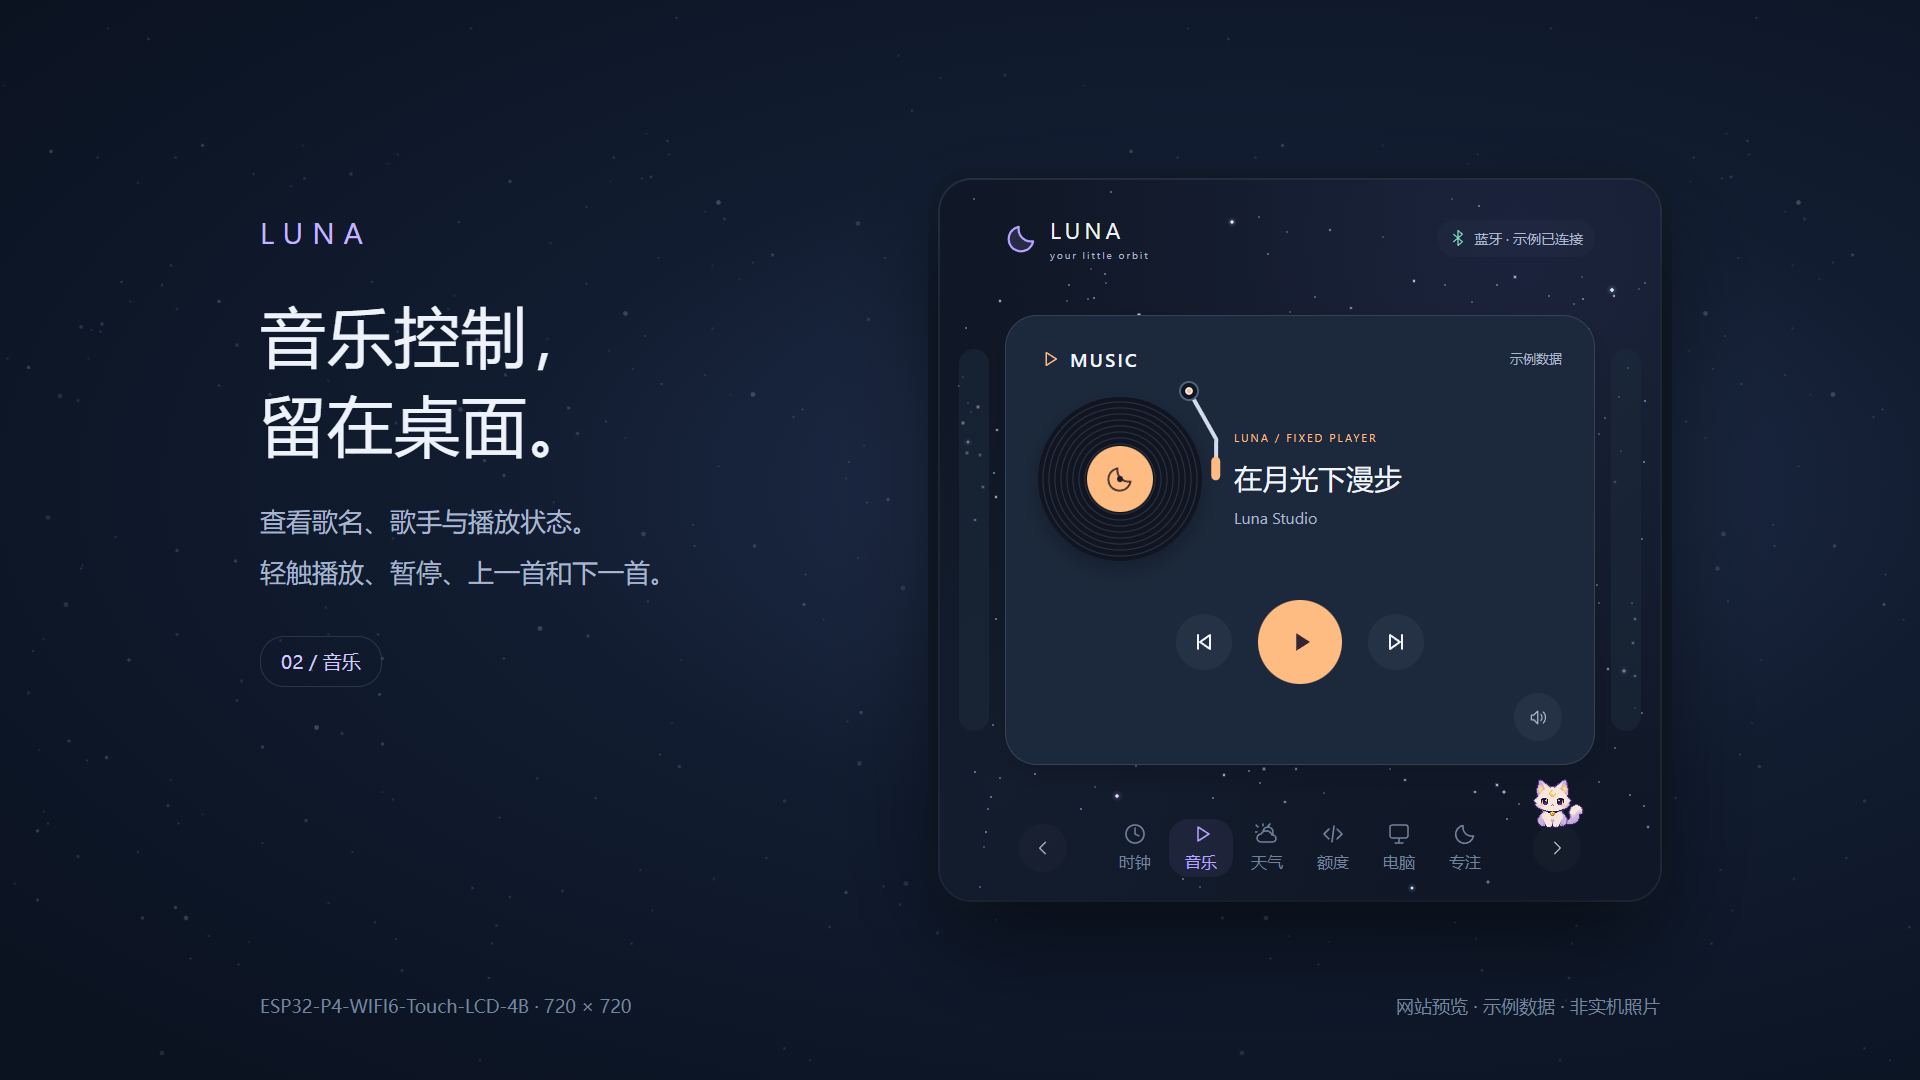 LUNA
音乐控制，
留在桌面。
查看歌名、歌手与播放状态。
轻触播放、暂停、上一首和下一首。
02 / 音乐
LUNA
your little orbit
蓝牙 · 示例已连接
MUSIC
示例数据
LUNA / FIXED PLAYER
在月光下漫步
Luna Studio
时钟
音乐
天气
额度
电脑
专注
ESP32-P4-WIFI6-Touch-LCD-4B · 720 × 720
网站预览 · 示例数据 · 非实机照片